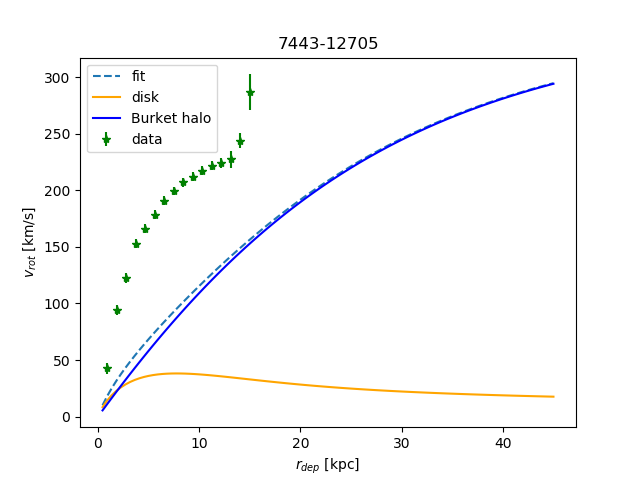 7443-12705
fit
disk
Burket halo
data
300
250
200
150
100
50
0
v_rot [km/s]
0 10 20 30 40
r_dep [kpc]